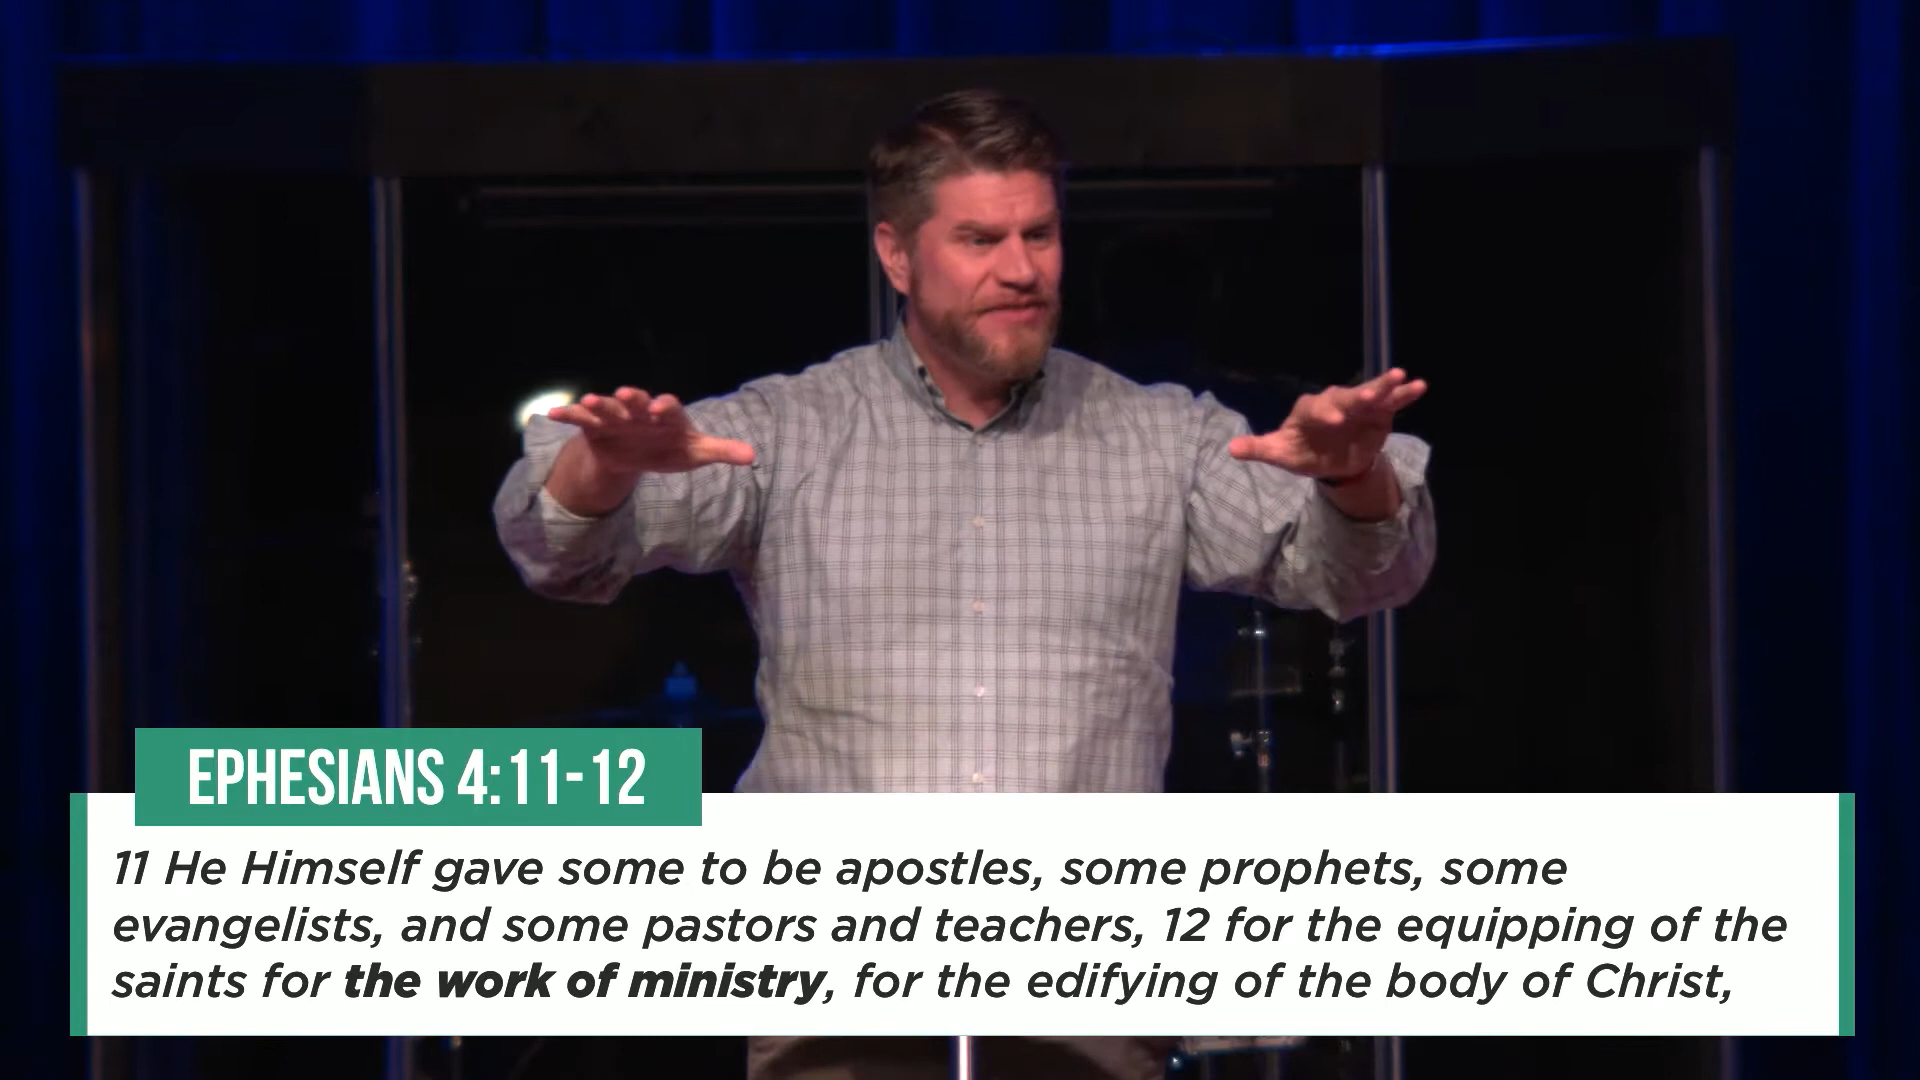 EPHESIANS 4:11-12
11 He Himself gave some to be apostles, some prophets, some
evangelists, and some pastors and teachers, 12 for the equipping of the
saints for the work of ministry, for the edifying of the body of Christ,